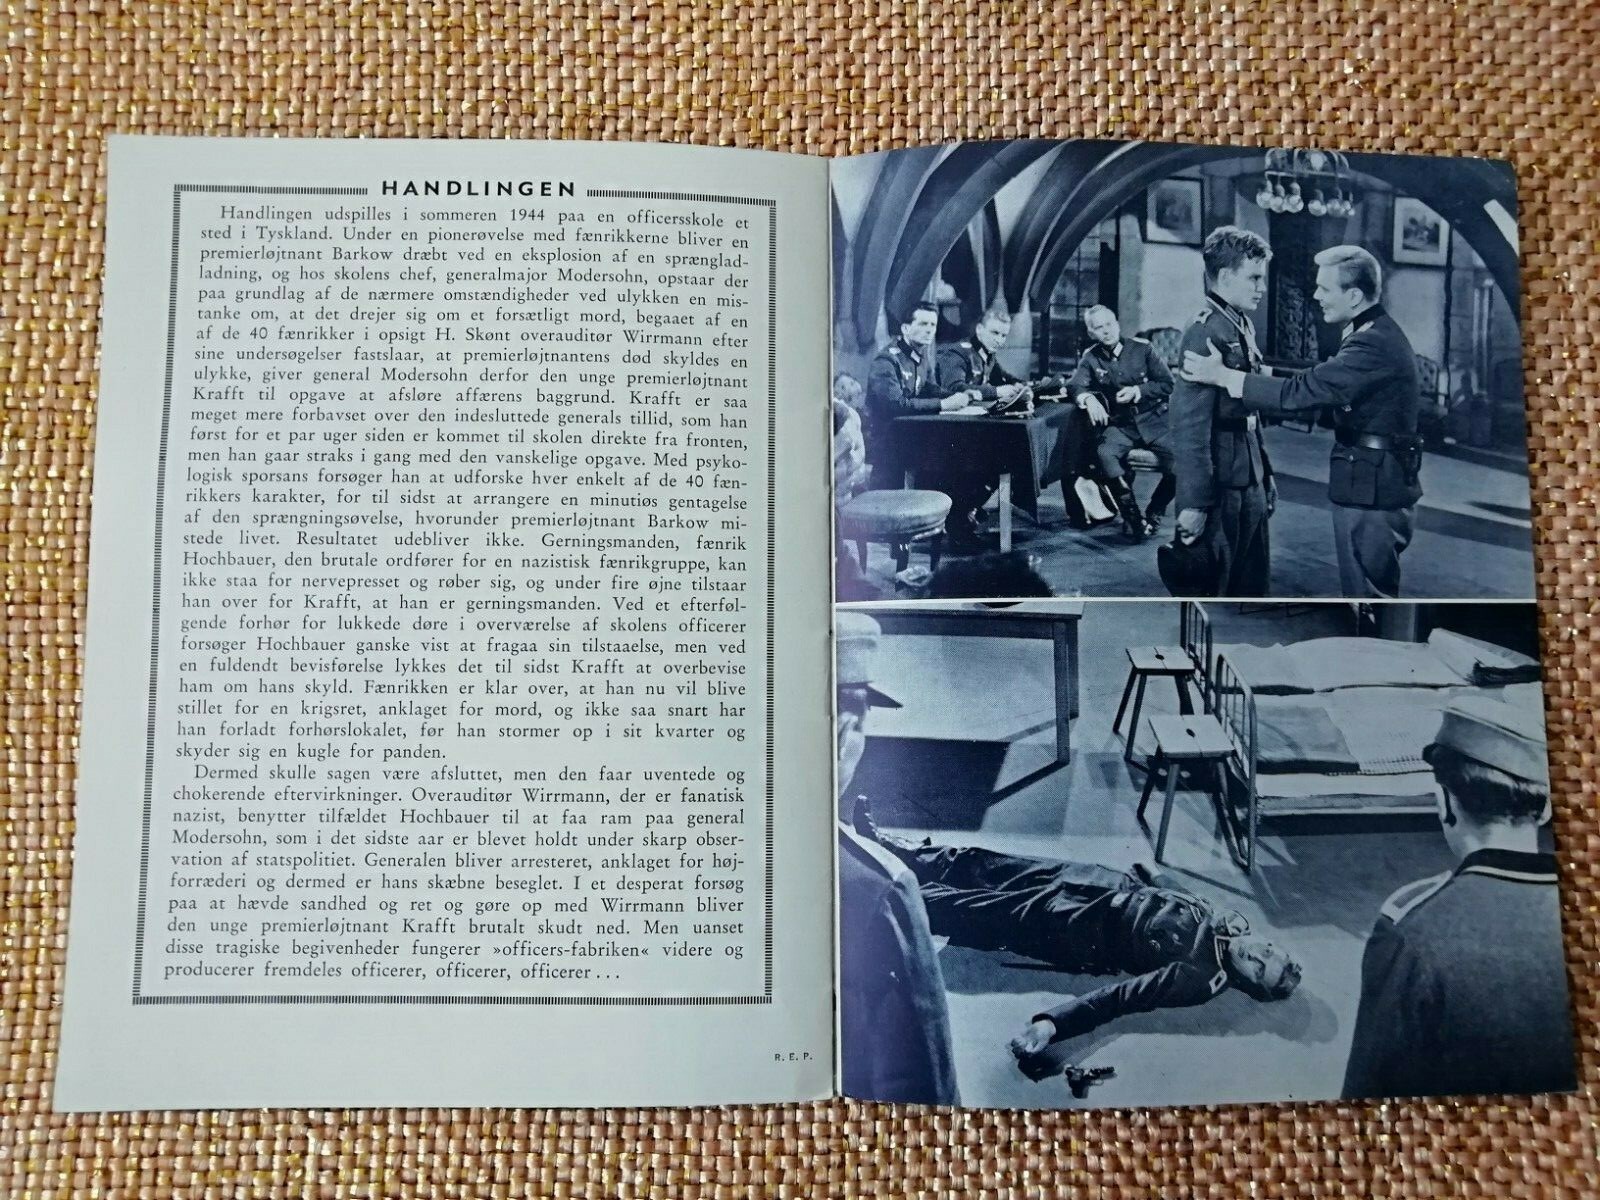 HANDLINGEN
Handlingen udspilles i sommeren 1944 paa en officersskole et
sted i Tyskland. Under en pionerøvelse med fænrikkerne bliver en
premierløjtnant Barkow dræbt ved en eksplosion af en sprænglad-
ladning, og hos skolens chef, generalmajor Modersohn, opstaar der
paa grundlag af de nærmere omstændigheder ved ulykken en mis-
tanke om, at det drejer sig om et forsætligt mord, begaaet af en
af de 40 fænrikker i opsigt H. Skønt overauditør Wirrmann efter
sine undersøgelser fastslaar, at premierløjtnantens død skyldes en
ulykke, giver general Modersohn derfor den unge premierløjtnant
Krafft til opgave at afsløre affærens baggrund. Krafft er saa
meget mere forbavset over den indesluttede generals tillid, som han
først for et par uger siden er kommet til skolen direkte fra fronten,
men han gaar straks i gang med den vanskelige opgave. Med psyko-
logisk sporsans forsøger han at udforske hver enkelt af de 40 fæn-
rikkers karakter, for til sidst at arrangere en minutiøs gentagelse
af den sprængningsøvelse, hvorunder premierløjtnant Barkow mi-
stede livet. Resultatet udebliver ikke. Gerningsmanden, fænrik
Hochbauer, den brutale ordfører for en nazistisk fænrikgruppe, kan
ikke staa for nervepresset og røber sig, og under fire øjne tilstaar
han over for Krafft, at han er gerningsmanden. Ved et efterføl-
gende forhør for lukkede døre i overværelse af skolens officerer
forsøger Hochbauer ganske vist at fragaa sin tilstaaelse, men ved
en fuldendt bevisførelse lykkes det til sidst Krafft at overbevise
ham om hans skyld. Fænrikken er klar over, at han nu vil blive
stillet for en krigsret, anklaget for mord, og ikke saa snart har
han forladt forhørslokalet, før han stormer op i sit kvarter og
skyder sig en kugle for panden.
Dermed skulle sagen være afsluttet, men den faar uventede og
chokerende eftervirkninger. Overauditør Wirrmann, der er fanatisk
nazist, benytter tilfældet Hochbauer til at faa ram paa general
Modersohn, som i det sidste aar er blevet holdt under skarp obser-
vation af statspolitiet. Generalen bliver arresteret, anklaget for høj-
forræderi og dermed er hans skæbne beseglet. I et desperat forsøg
paa at hævde sandhed og ret og gøre op med Wirrmann bliver
den unge premierløjtnant Krafft brutalt skudt ned. Men uanset
disse tragiske begivenheder fungerer »officers-fabriken« videre og
producerer fremdeles officerer, officerer, officerer . . .
R. E. P.